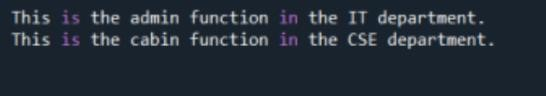 This is the admin function in the IT department.
This is the cabin function in the CSE department.